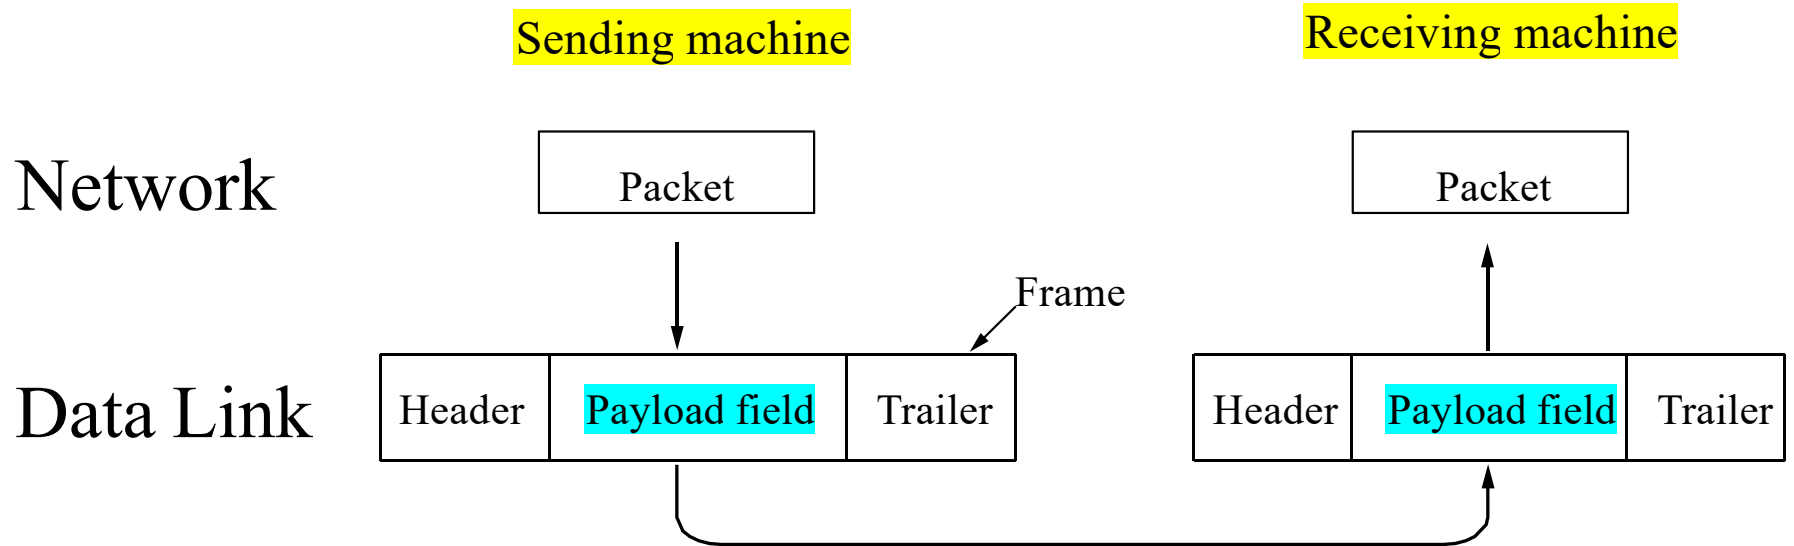 Sending machine
Receiving machine
Network
Packet
Packet
Frame
Data Link
Header
Payload field
Trailer
Header
Payload field
Trailer